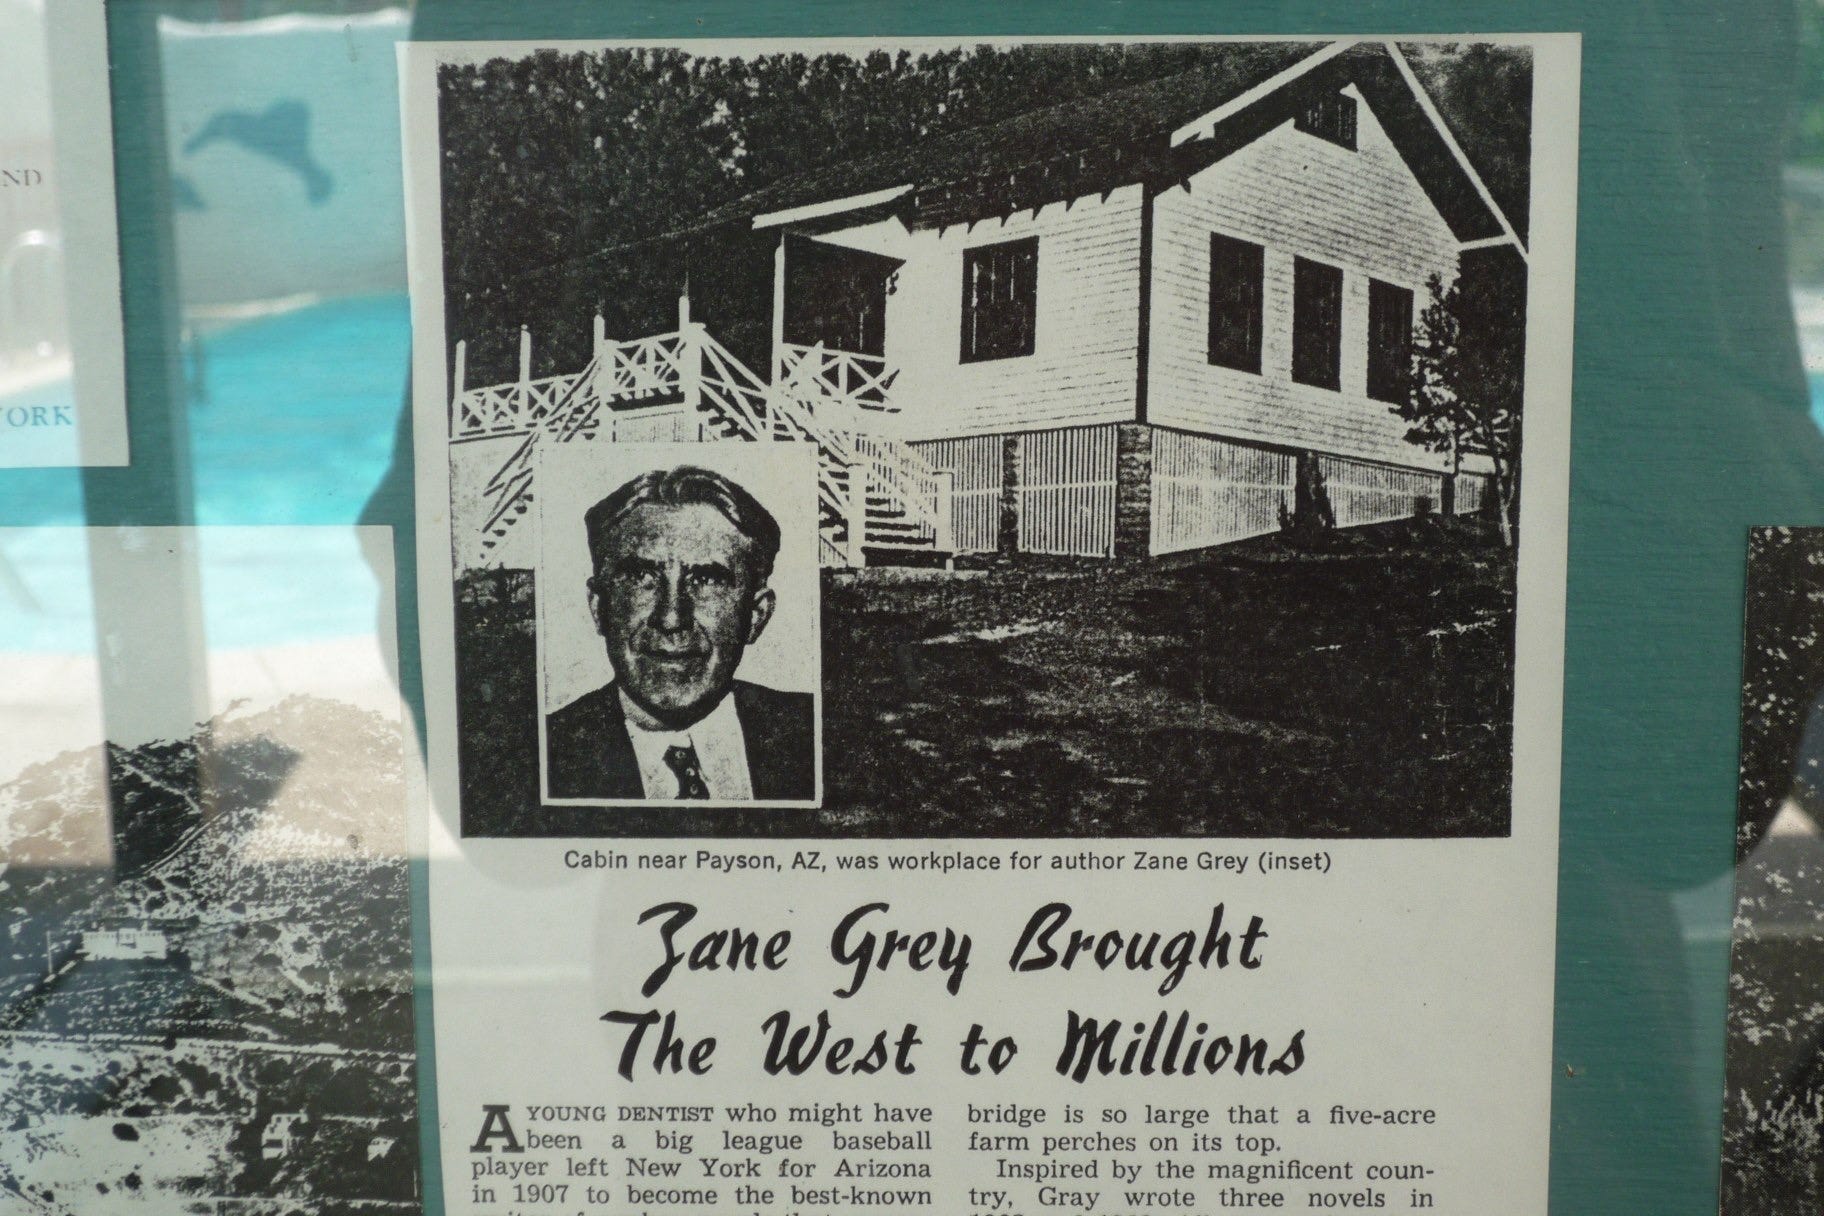 ND
YORK
Cabin near Payson, AZ, was workplace for author Zane Grey (inset)
Zane Grey Brought
The West to Millions
A YOUNG DENTIST who might have
been a big league baseball
player left New York for Arizona
in 1907 to become the best-known
bridge is so large that a five-acre
farm perches on its top.
Inspired by the magnificent coun-
try, Gray wrote three novels in